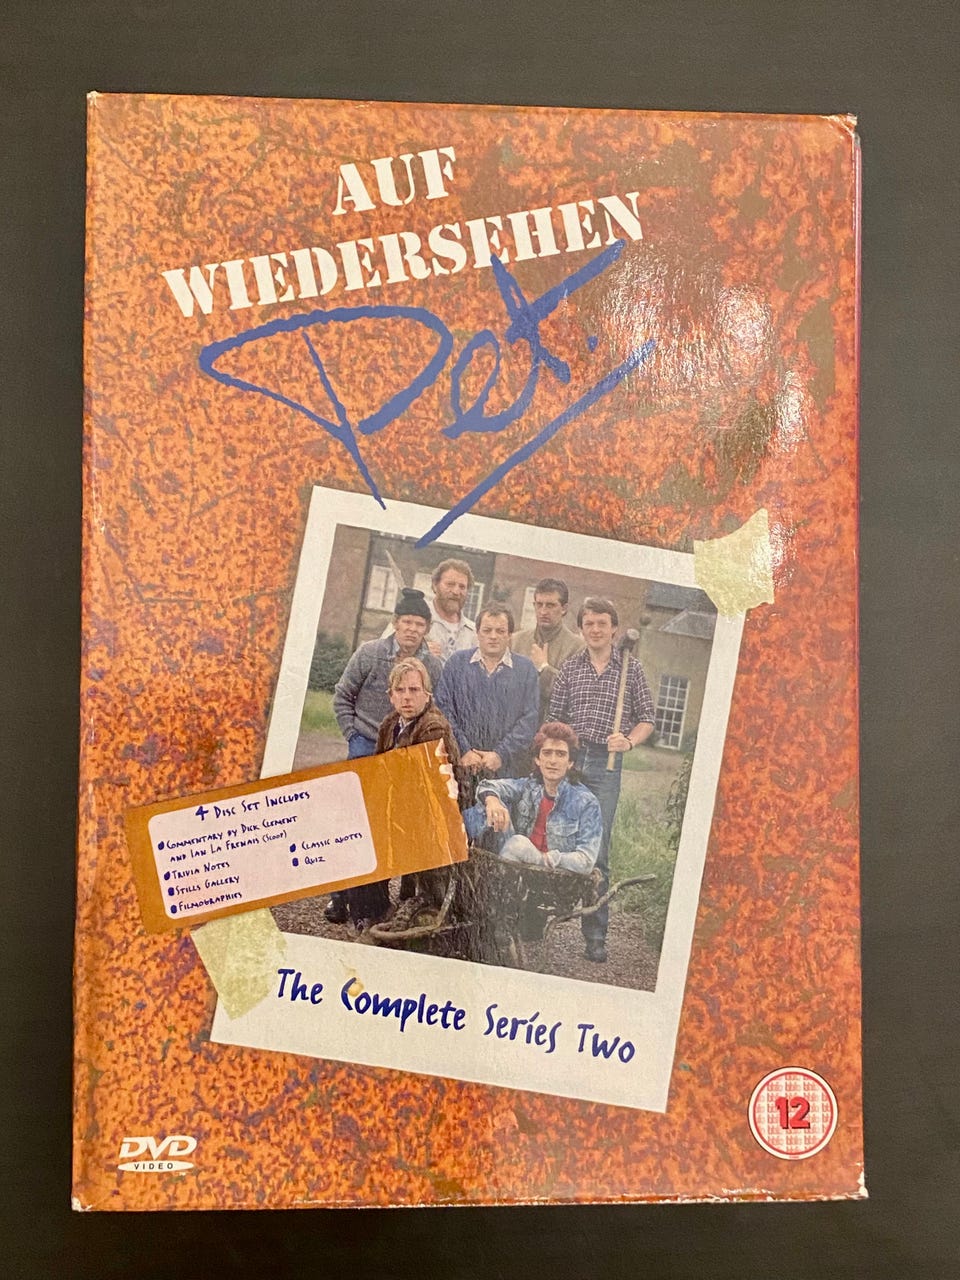 AUF
WIEDERSEHEN
Pet.
4 Disc Set Includes
• Commentary by Dick Clement
and Ian La Frenais (Scoop)
• Trivia Notes
• Stills Gallery
• Filmographies
• Classic Quotes
• Quiz
The Complete Series Two
12
DVD
VIDEO